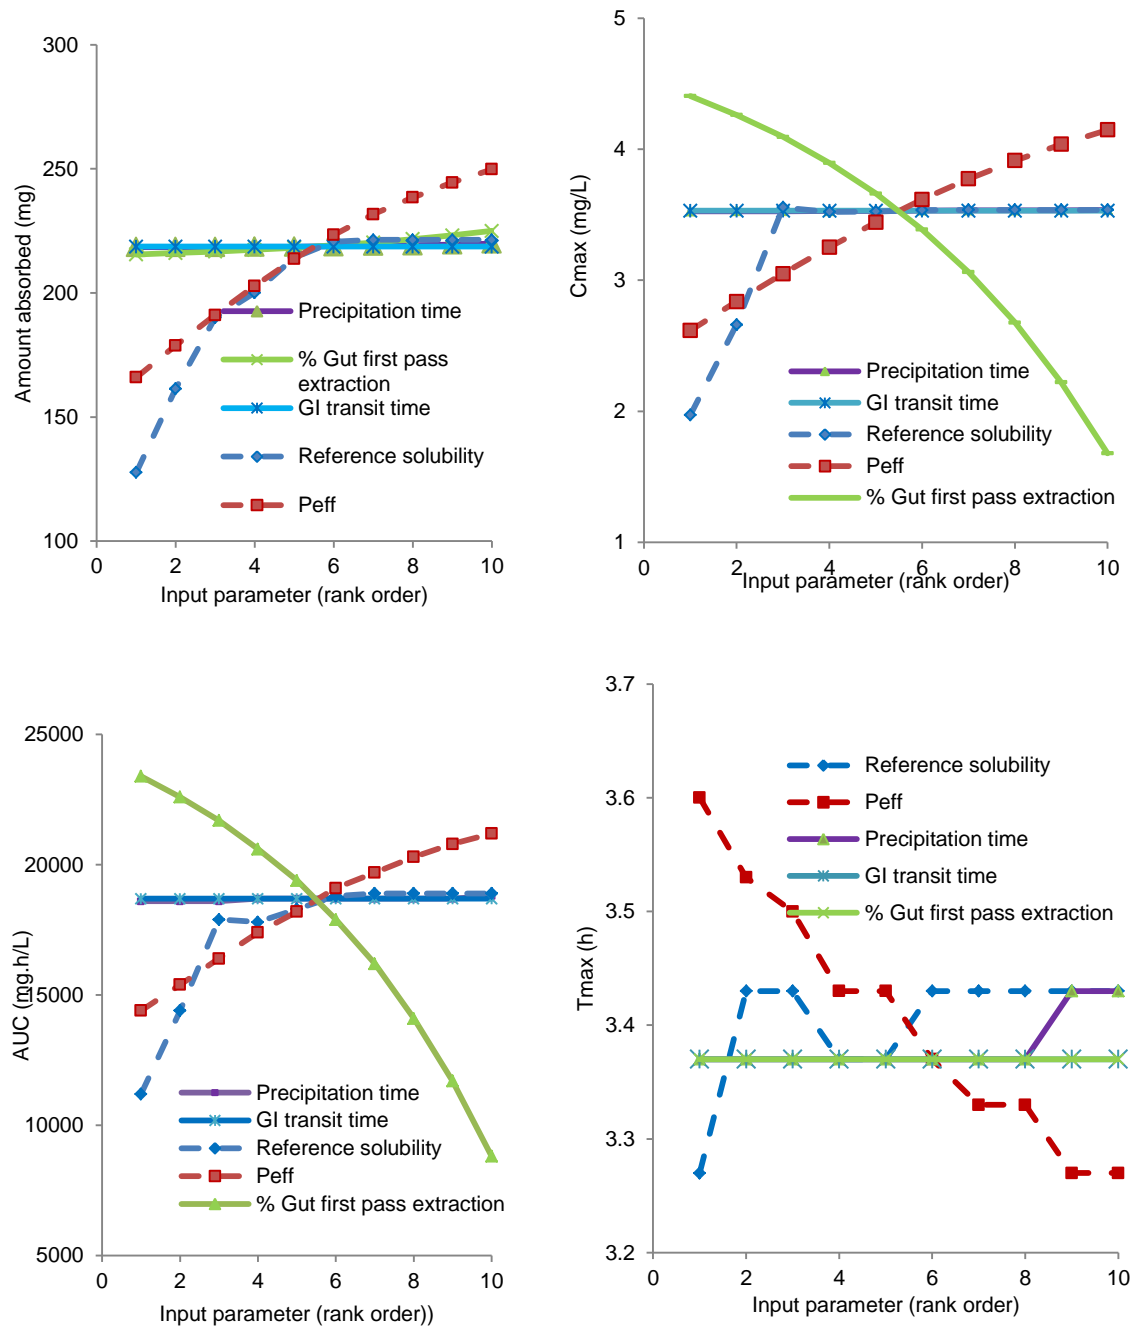 300
250
200
150
100
0
2
4
6
8
10
Amount absorbed (mg)
Input parameter (rank order)
Precipitation time
% Gut first pass
extraction
GI transit time
Reference solubility
Peff
5
4
3
2
1
0
2
4
6
8
10
Cmax (mg/L)
Input parameter (rank order)
Precipitation time
GI transit time
Reference solubility
Peff
% Gut first pass extraction
25000
20000
15000
10000
5000
0
2
4
6
8
10
AUC (mg.h/L)
Input parameter (rank order))
Precipitation time
GI transit time
Reference solubility
Peff
% Gut first pass extraction
3.7
3.6
3.5
3.4
3.3
3.2
0
2
4
6
8
10
Tmax (h)
Input parameter (rank order)
Reference solubility
Peff
Precipitation time
GI transit time
% Gut first pass extraction